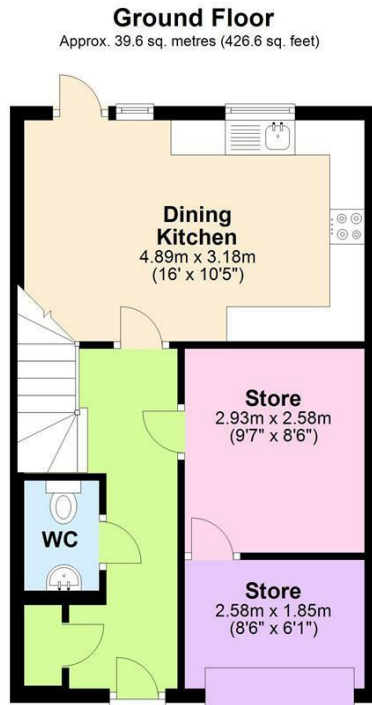 Ground Floor
Approx. 39.6 sq. metres (426.6 sq. feet)
Dining
Kitchen
4.89m x 3.18m
(16' x 10'5")
Store
2.93m x 2.58m
(9'7" x 8'6")
WC
Store
2.58m x 1.85m
(8'6" x 6'1")